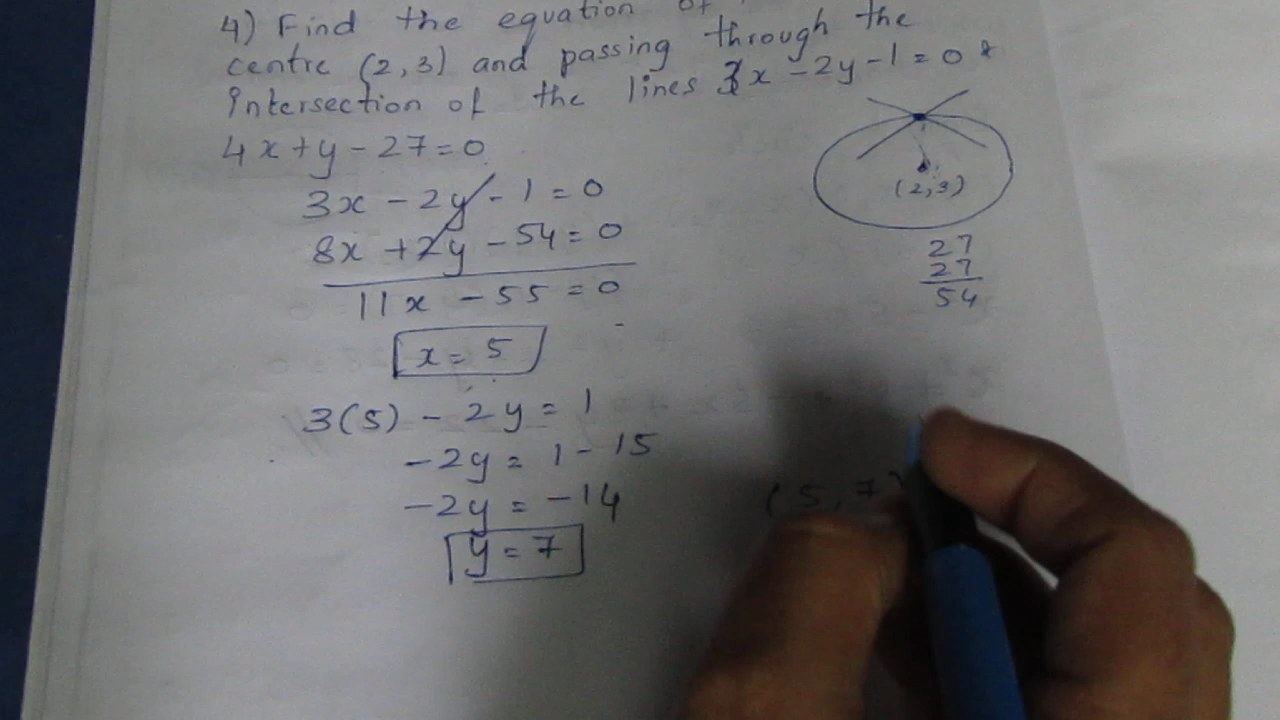 4) Find the equation of
centre (2,3) and passing through the
intersection of the lines 3x - 2y - 1 = 0 &
4x + y - 27 = 0
3x - 2y - 1 = 0
8x + 2y - 54 = 0
11x - 55 = 0
x = 5
3(5) - 2y = 1
-2y = 1 - 15
-2y = -14
y = 7
(2,3)
27
27
54
(5,7)